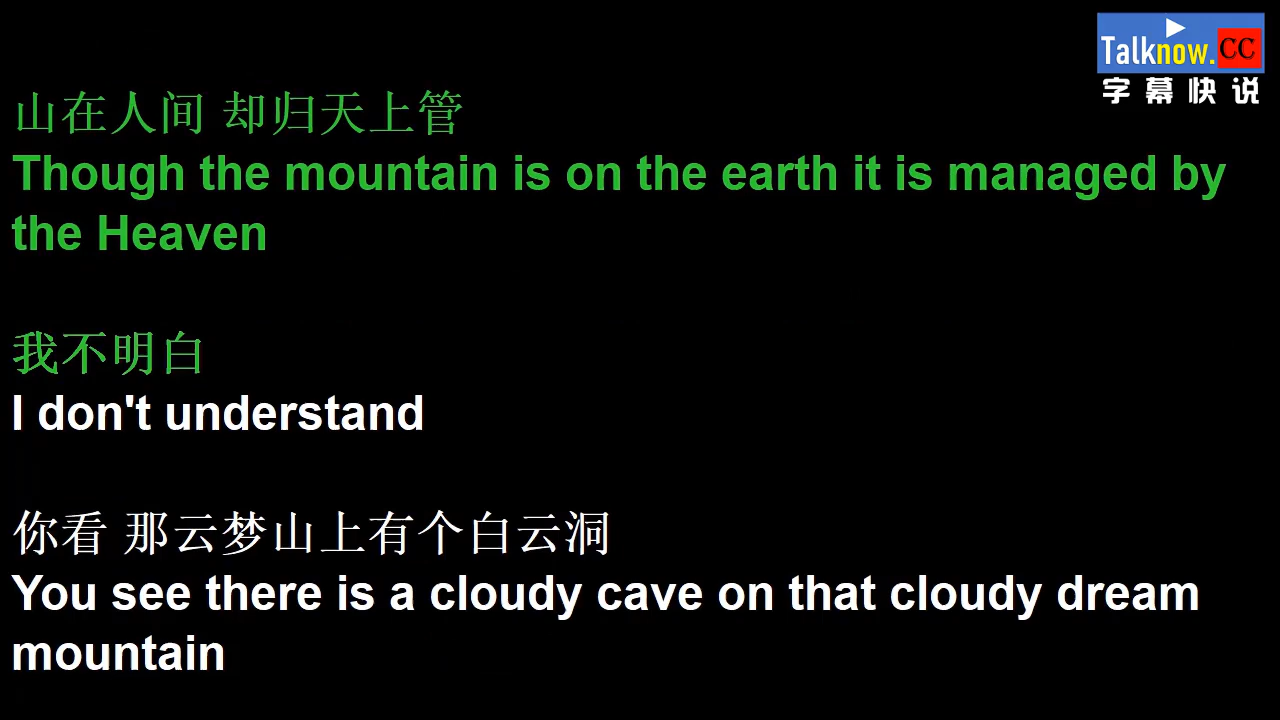 Talknow.CC
字幕快说
山在人间 却归天上管
Though the mountain is on the earth it is managed by
the Heaven
我不明白
I don't understand
你看 那云梦山上有个白云洞
You see there is a cloudy cave on that cloudy dream
mountain